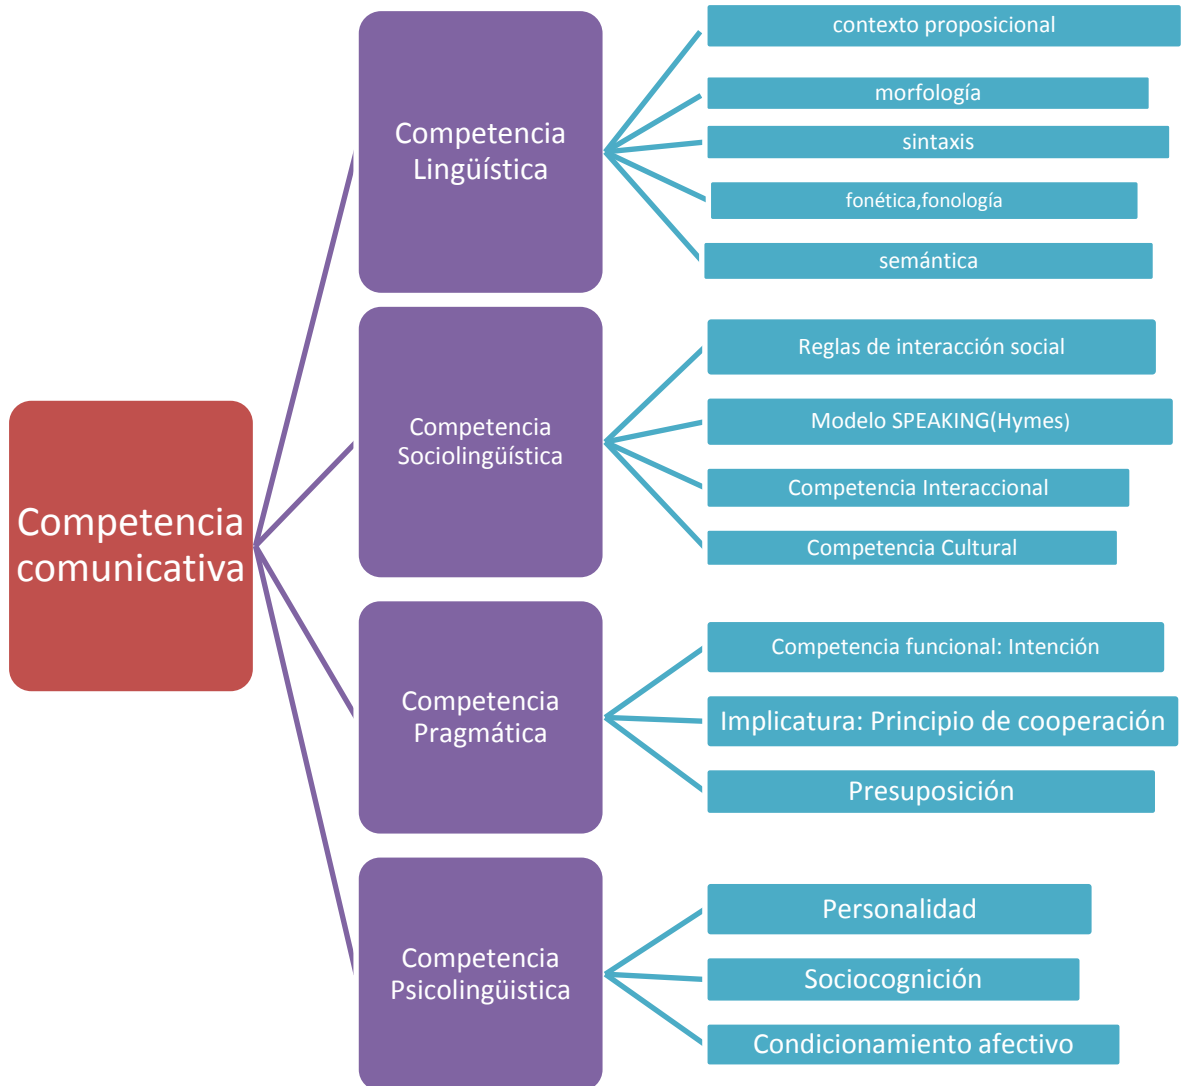 Competencia
comunicativa
Competencia
Lingüística
contexto proposicional
morfología
sintaxis
fonética,fonología
semántica
Competencia
Sociolingüística
Reglas de interacción social
Modelo SPEAKING(Hymes)
Competencia Interaccional
Competencia Cultural
Competencia
Pragmática
Competencia funcional: Intención
Implicatura: Principio de cooperación
Presuposición
Competencia
Psicolingüistica
Personalidad
Sociocognición
Condicionamiento afectivo